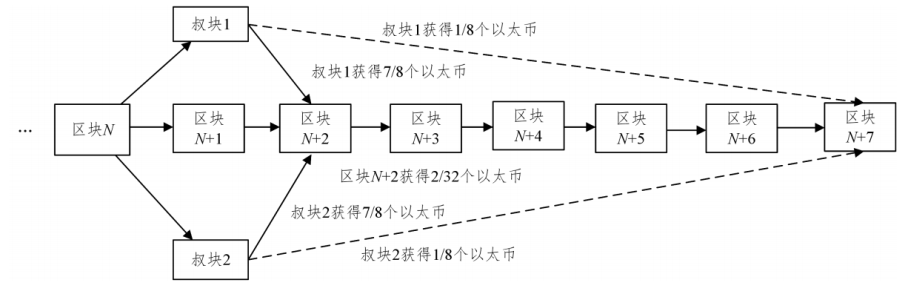 叔块1
叔块1获得1/8个以太币
叔块1获得7/8个以太币
...
区块N
区块
N+1
区块
N+2
区块
N+3
区块
N+4
区块
N+5
区块
N+6
区块
N+7
区块N+2获得2/32个以太币
叔块2获得7/8个以太币
叔块2
叔块2获得1/8个以太币